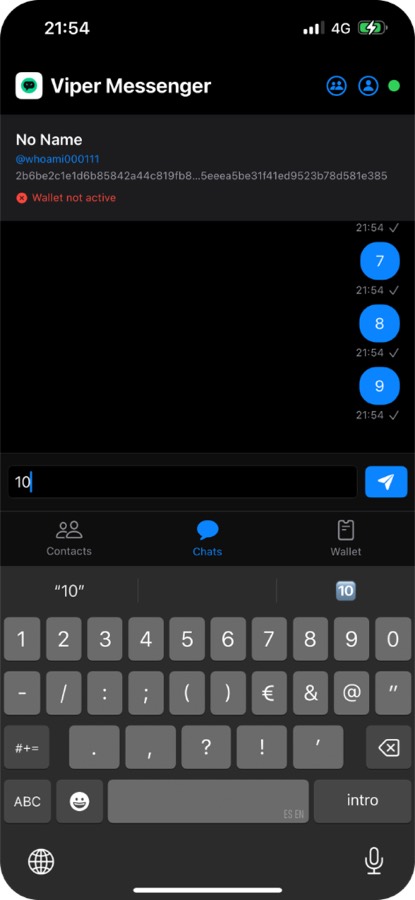 21:54 4G
Viper Messenger
No Name
@whoami000111
2b6be2c1e1d6b85842a44c819fb8...5eeea5be31f41ed9523b78d581e385
Wallet not active
21:54 ✓
7
21:54 ✓
8
21:54 ✓
9
21:54 ✓
10
Contacts Chats Wallet
“10” 🔟
1 2 3 4 5 6 7 8 9 0
- / : ; ( ) € & @ "
#+= . , ? ! ’
ABC ES EN intro